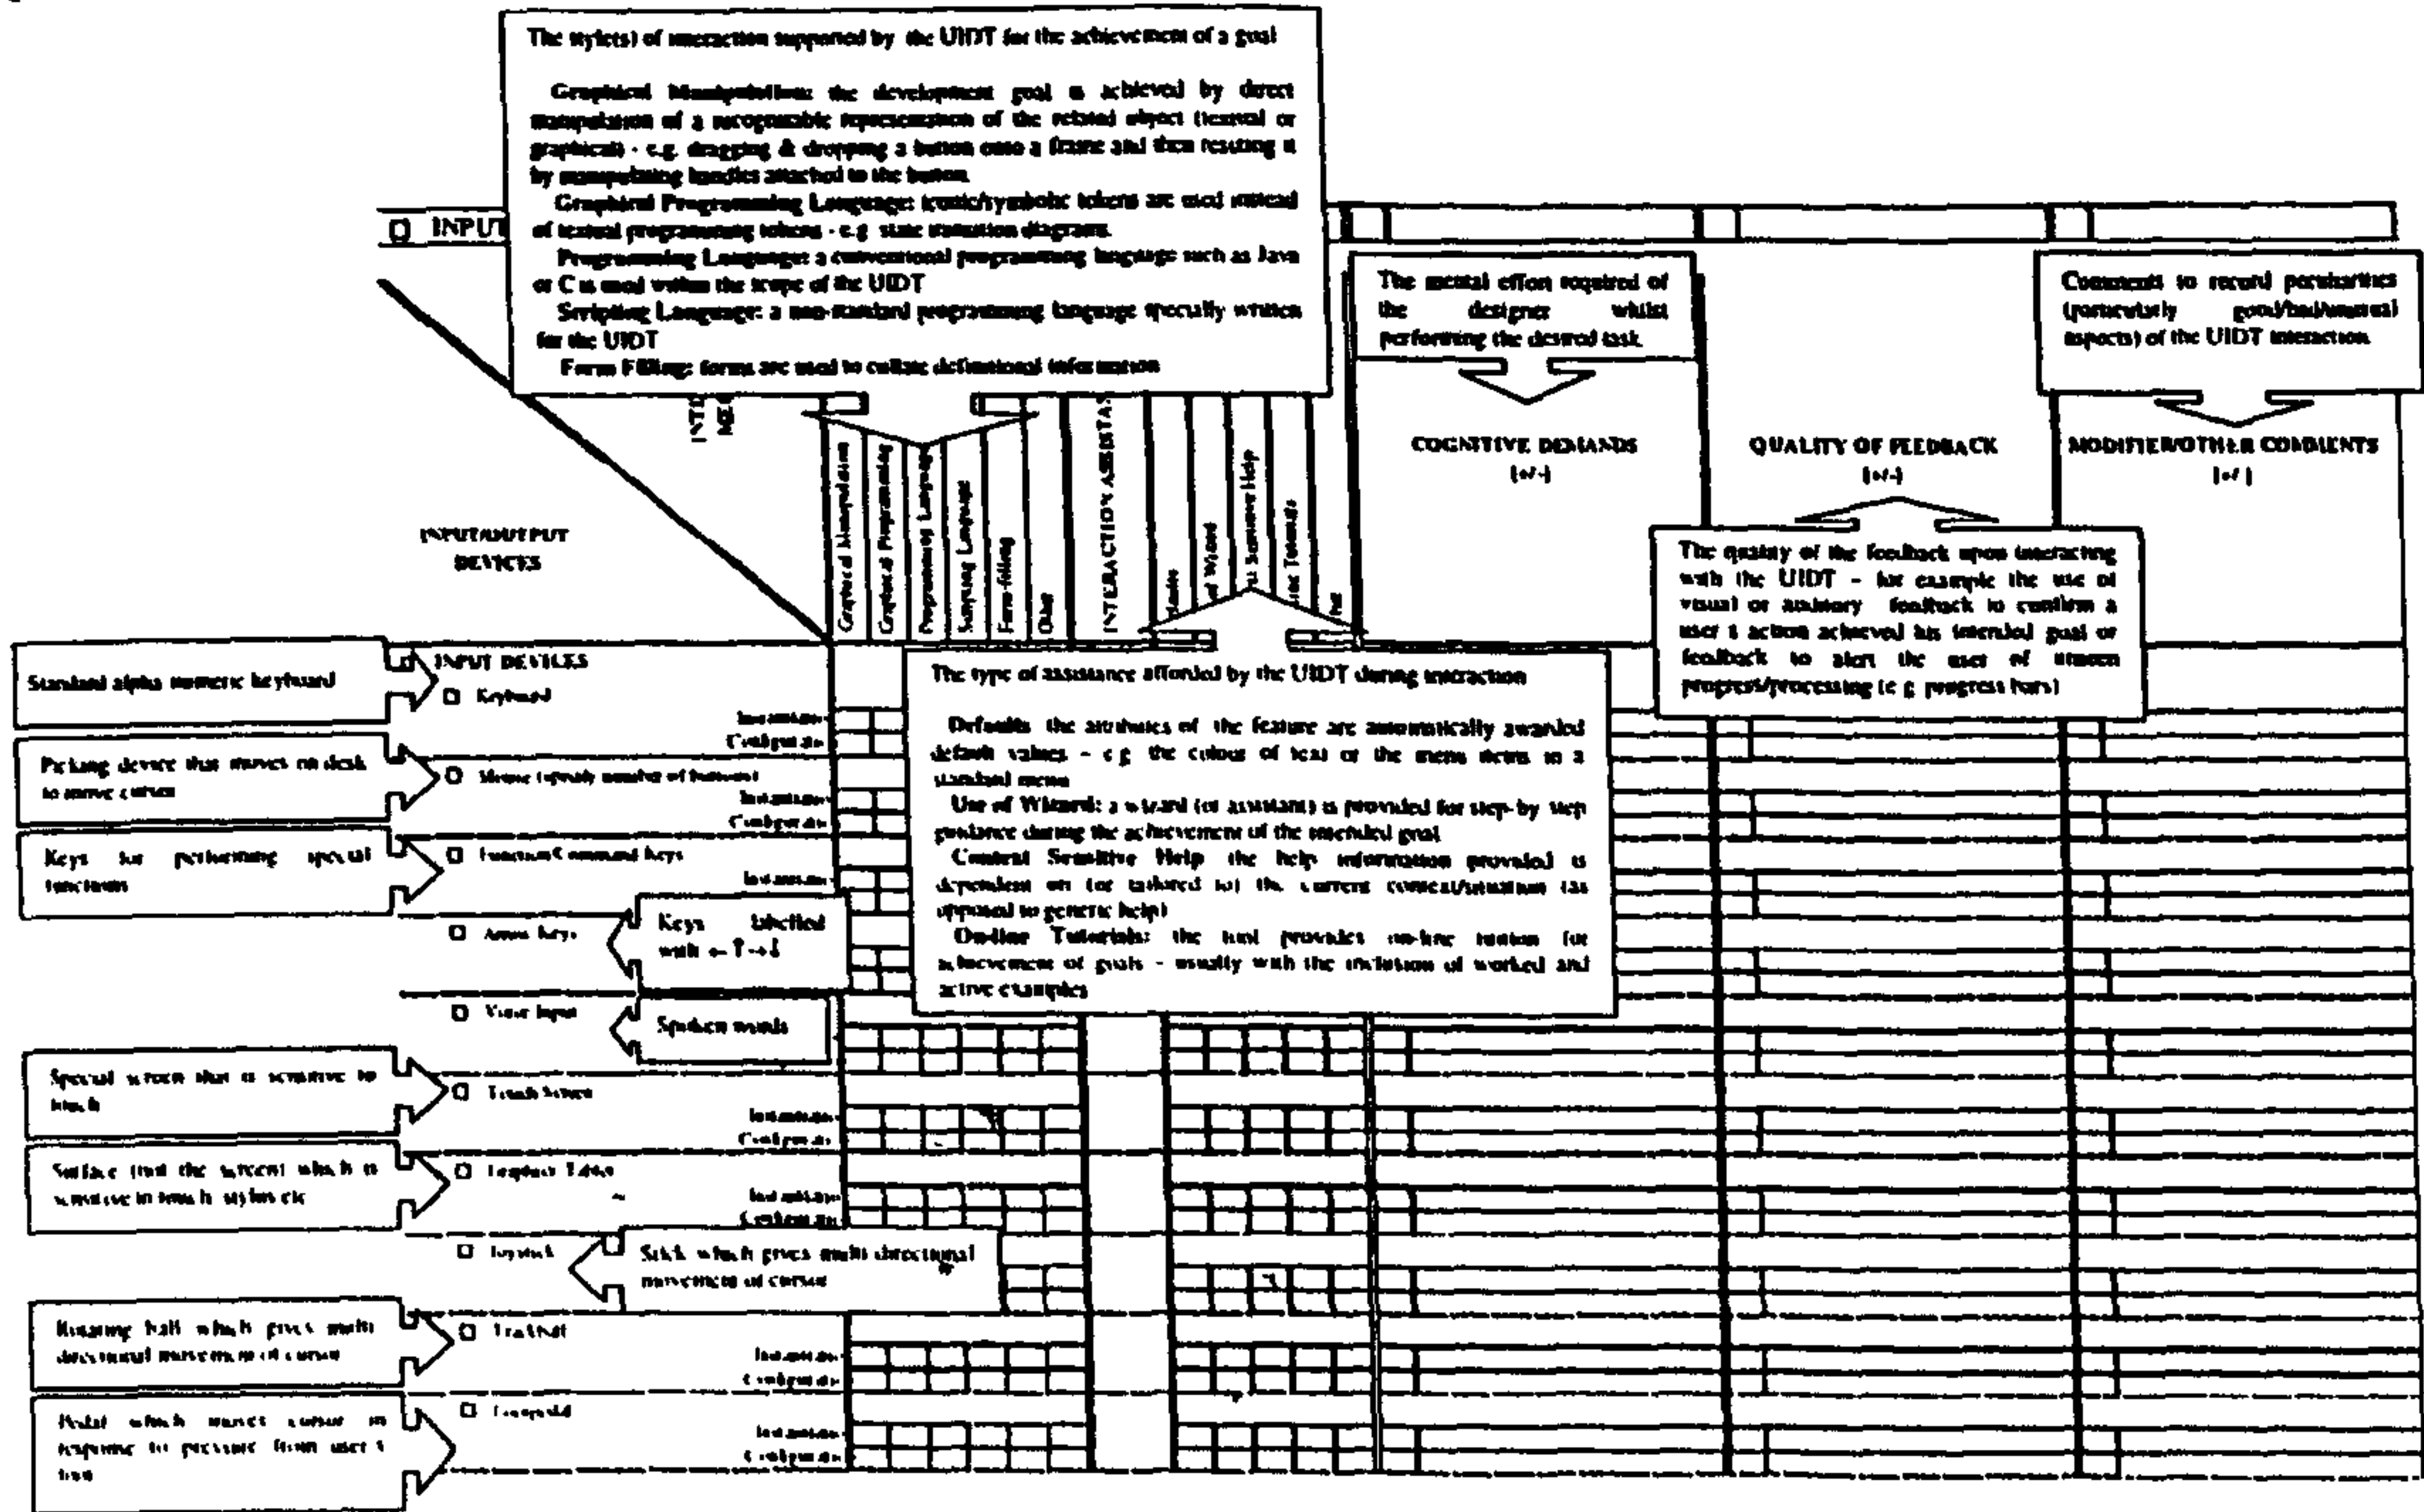 The style(s) of interaction supported by the UIDT for the achievement of a goal
Graphical Manipulation: the development goal is achieved by direct
manipulation of a recognisable representation of the related object (textual or
graphical) - e.g. dragging & dropping a button onto a frame and then resizing it
by manipulating handles attached to the button
Graphical Programming Language: iconic/symbolic tokens are used instead
of textual programming tokens - e.g. state transition diagrams.
Programming Language: a conventional programming language such as Java
or C is used within the scope of the UIDT
Scripting Language: a non-standard programming language specially written
for the UIDT
Form Filling: forms are used to collate definitional information
INPUT
The mental effort required of
the designer whilst
performing the desired task
Comments to record peculiarities
(particularly good/bad/unusual
aspects) of the UIDT interaction
COGNITIVE DEMANDS
[+/-]
QUALITY OF FEEDBACK
[+/-]
MODIFIER/OTHER COMMENTS
[+/ ]
INPUT/OUTPUT
DEVICES
Graphical Manipulation
Graphical Programming
Programming Language
Scripting Language
Form-filling
Other
INTERACTION ASSISTA
of Wizard
Sensitive Help
Tutorials
The quality of the feedback upon interacting
with the UIDT - for example the use of
visual or auditory feedback to confirm a
user s action achieved his intended goal or
feedback to alert the user of unseen
progress/processing (e g progress bars)
Standard alpha numeric keyboard
INPUT DEVICES
Keyboard
The type of assistance afforded by the UIDT during interaction
Defaults the attributes of the feature are automatically awarded
default values - e g the colour of text or the menu items in a
standard menu
Use of Wizard: a wizard (or assistant) is provided for step-by step
guidance during the achievement of the intended goal
Context Sensitive Help the help information provided is
dependent on (or tailored to) the current context/situation (as
opposed to generic help)
On-line Tutorials: the tool provides on-line tuition for
achievement of goals - usually with the inclusion of worked and
active examples
Picking device that moves on desk
to move cursor
Mouse (specify number of buttons)
Keys for performing special
functions
Function/Command Keys
Arrow Keys
Keys labelled
with ←↑→↓
Voice Input
Spoken words
Special screen that is sensitive to
touch
Touch Screen
Surface (not the screen) which is
sensitive to touch stylus etc
Graphics Tablet
Joystick
Stick which gives multi directional
movement of cursor
Rotating ball which gives multi
directional movement of cursor
Trackball
Pedal which moves cursor in
response to pressure from user s
foot